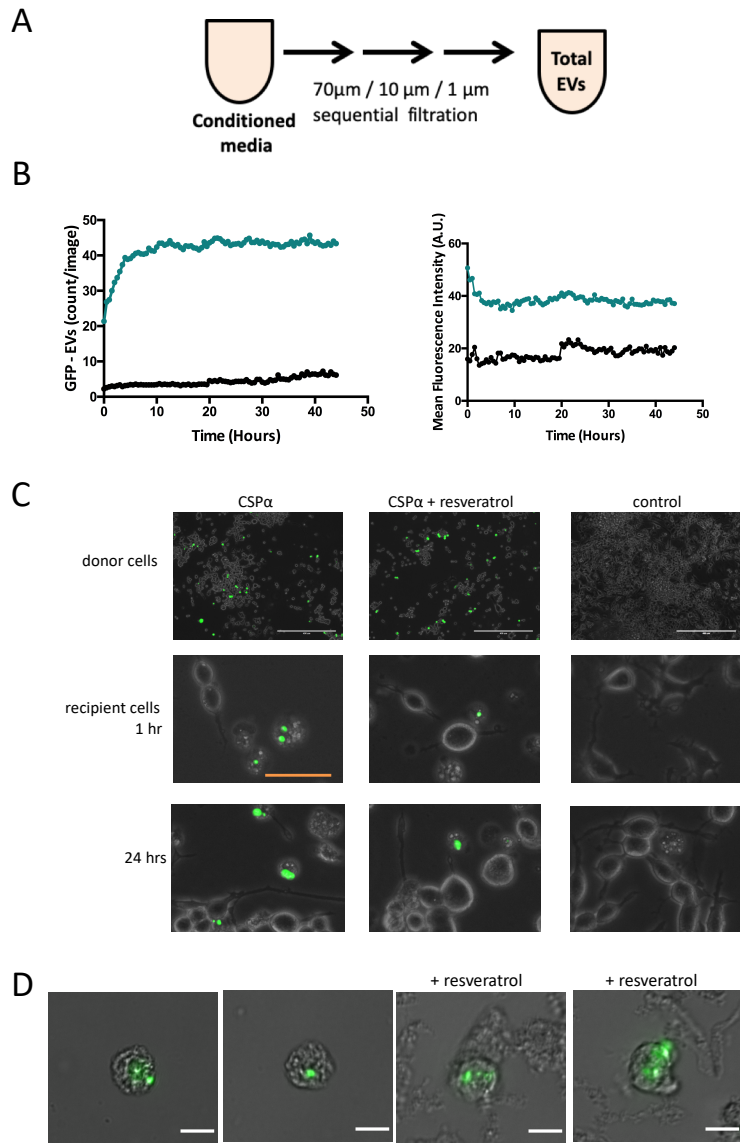 A
Conditioned
media
70μm / 10 μm / 1 μm
sequential filtration
Total
EVs
B
GFP - EVs (count/image)
50
40
30
20
10
0
0 10 20 30 40 50
Time (Hours)
Mean Fluorescence Intensity (A.U.)
60
40
20
0
0 10 20 30 40 50
Time (Hours)
C
CSPα CSPα + resveratrol control
donor cells
recipient cells
1 hr
24 hrs
D
+ resveratrol + resveratrol